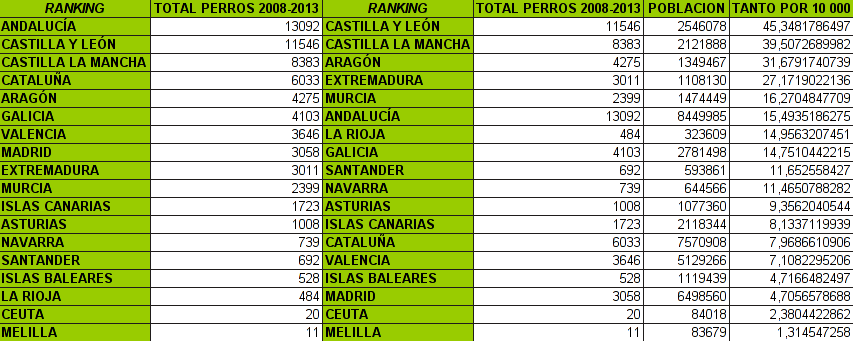 RANKING TOTAL PERROS 2008-2013 RANKING TOTAL PERROS 2008-2013 POBLACION TANTO POR 10 000
ANDALUCÍA 13092 CASTILLA Y LEÓN 11546 2546078 45,3481786497
CASTILLA Y LEÓN 11546 CASTILLA LA MANCHA 8383 2121888 39,5072689982
CASTILLA LA MANCHA 8383 ARAGÓN 4275 1349467 31,6791740739
CATALUÑA 6033 EXTREMADURA 3011 1108130 27,1719022136
ARAGÓN 4275 MURCIA 2399 1474449 16,2704847709
GALICIA 4103 ANDALUCÍA 13092 8449985 15,4935186275
VALENCIA 3646 LA RIOJA 484 323609 14,9563207451
MADRID 3058 GALICIA 4103 2781498 14,7510442215
EXTREMADURA 3011 SANTANDER 692 593861 11,652558427
MURCIA 2399 NAVARRA 739 644566 11,4650788282
ISLAS CANARIAS 1723 ASTURIAS 1008 1077360 9,3562040544
ASTURIAS 1008 ISLAS CANARIAS 1723 2118344 8,1337119939
NAVARRA 739 CATALUÑA 6033 7570908 7,9686610906
SANTANDER 692 VALENCIA 3646 5129266 7,1082295206
ISLAS BALEARES 528 ISLAS BALEARES 528 1119439 4,7166482497
LA RIOJA 484 MADRID 3058 6498560 4,7056578688
CEUTA 20 CEUTA 20 84018 2,3804422862
MELILLA 11 MELILLA 11 83679 1,314547258